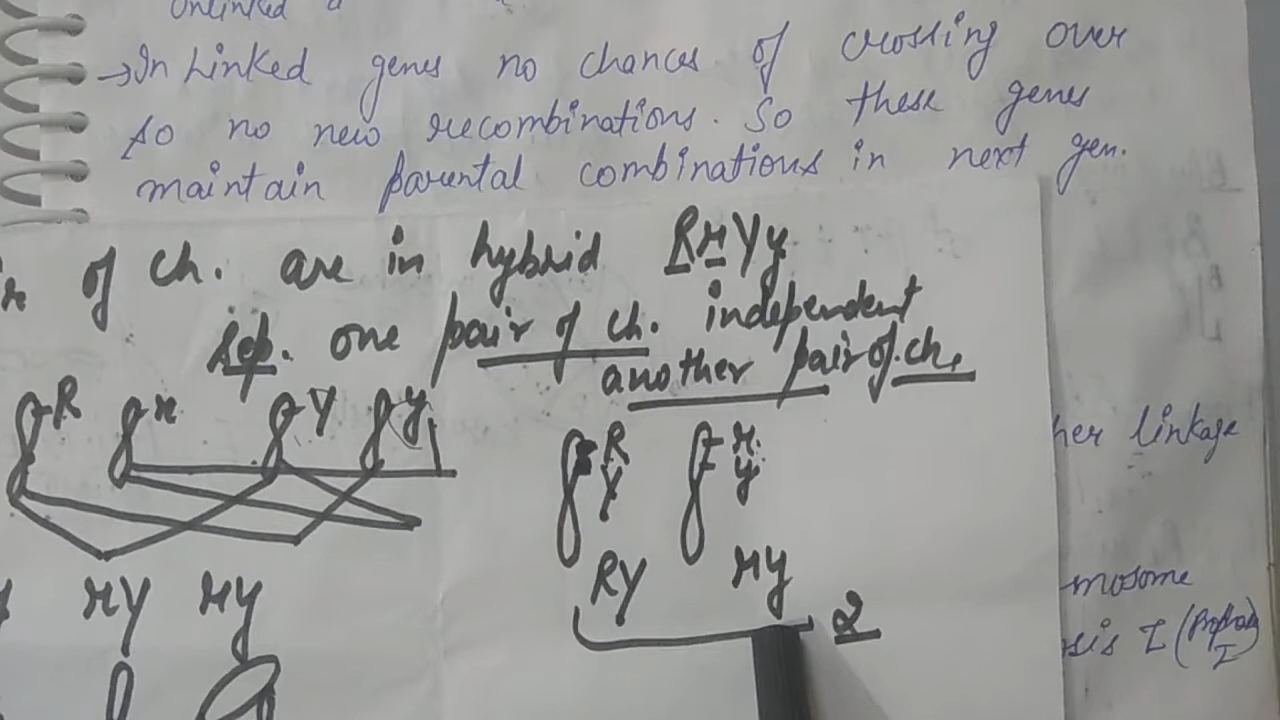 Unlinked
→ In Linked genes no chances of crossing over
so no new recombinations. So these genes
maintain parental combinations in next gen.
of ch. are in hybrid RrYy
sep. one pair of ch. independent
another pair of ch.
R r Y y
R r
Y y
RY ry
2
rY ry
her linkage
mosome
sis I (Prophase
I